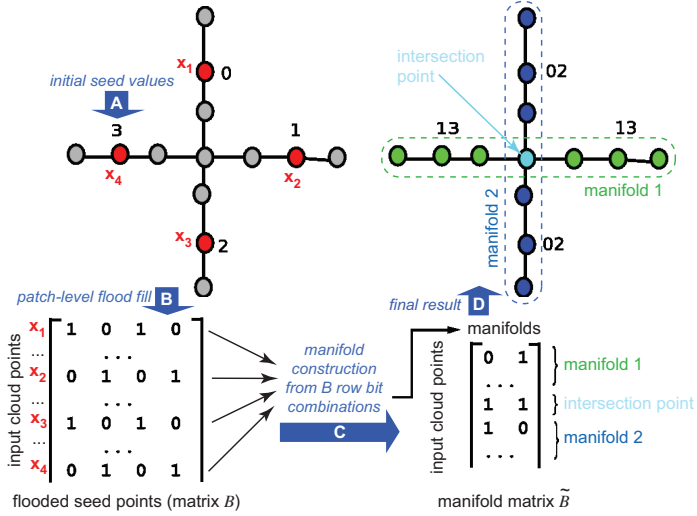 x1
0
initial seed values
A
3
1
x4
x2
x3
2
intersection
point
02
13
13
manifold 1
manifold 2
02
patch-level flood fill
B
final result
D
input cloud points
x1
1 0 1 0
...
...
x2
0 1 0 1
...
...
x3
1 0 1 0
...
...
x4
0 1 0 1
manifold
construction
from B row bit
combinations
C
manifolds
input cloud points
0 1
...
1 1
1 0
...
manifold 1
intersection point
manifold 2
flooded seed points (matrix B)
manifold matrix B̃